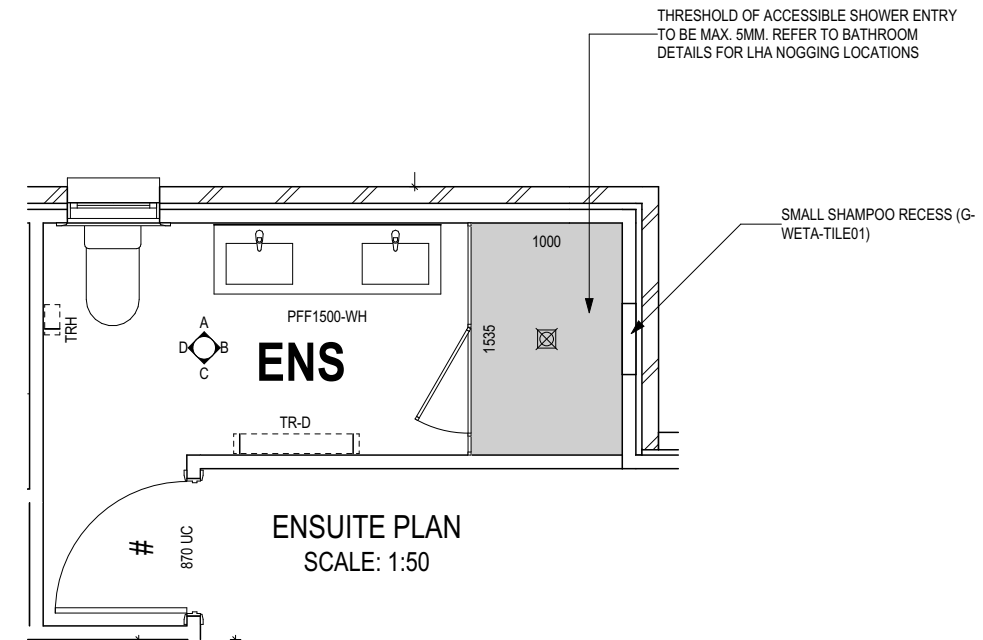 THRESHOLD OF ACCESSIBLE SHOWER ENTRY
TO BE MAX. 5MM. REFER TO BATHROOM
DETAILS FOR LHA NOGGING LOCATIONS
SMALL SHAMPOO RECESS (G-
WETA-TILE01)
1000
PFF1500-WH
TRH
A
D
B
C
1535
ENS
TR-D
ENSUITE PLAN
SCALE: 1:50
#
870 UC